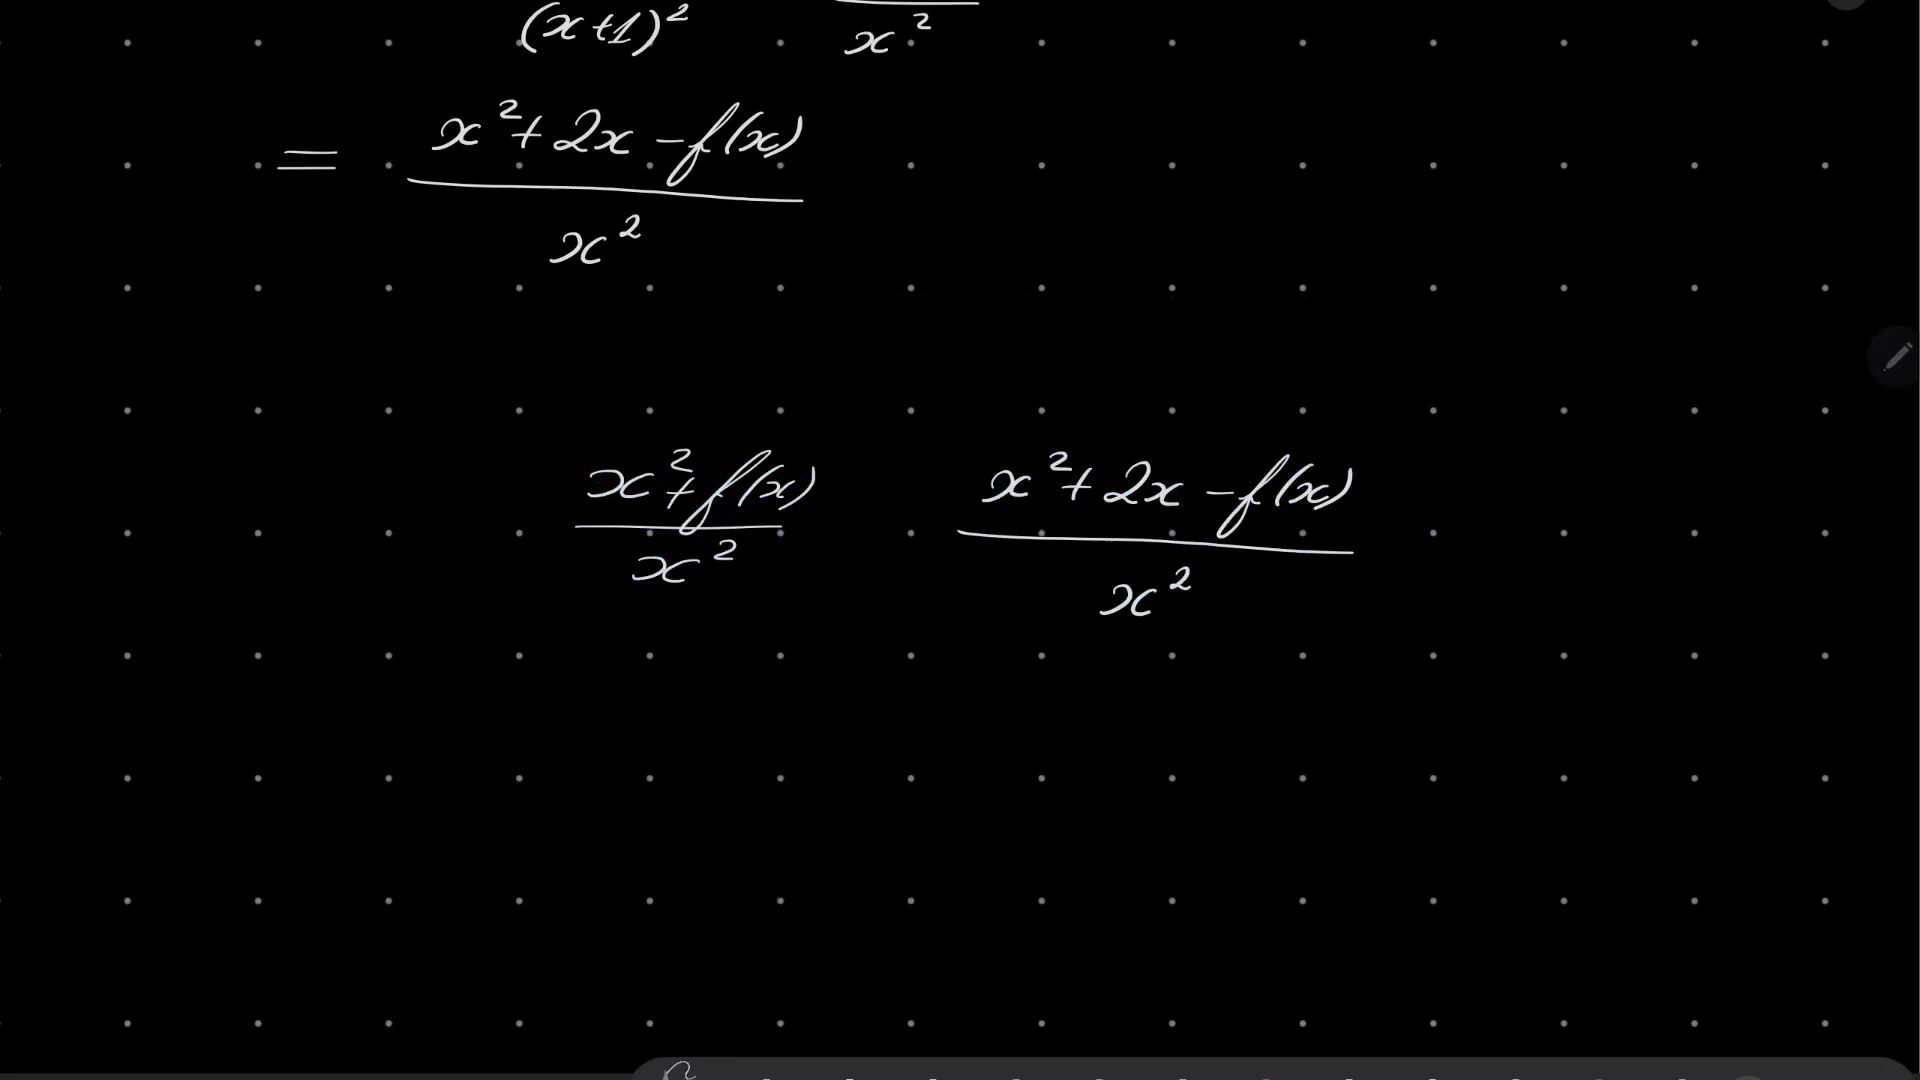 (x+1)² x²
= (x²+2x-f(x))/x²
(x²+f(x))/x² (x²+2x-f(x))/x²